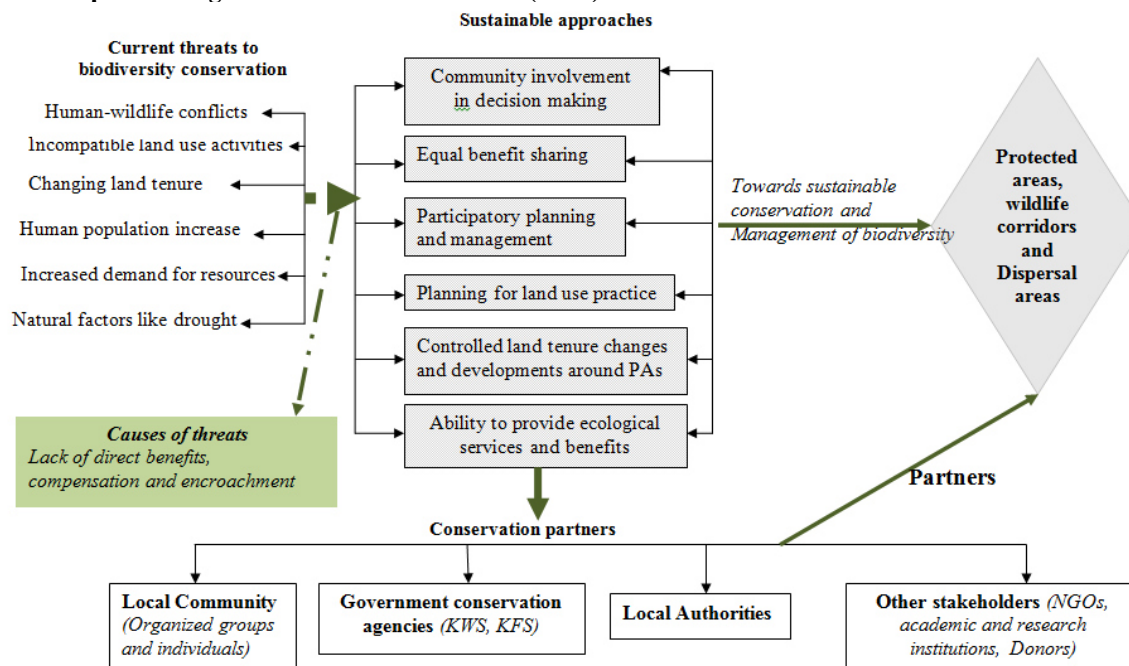 Sustainable approaches
Current threats to
biodiversity conservation
Human-wildlife conflicts
Incompatible land use activities
Changing land tenure
Human population increase
Increased demand for resources
Natural factors like drought
Causes of threats
Lack of direct benefits,
compensation and encroachment
Community involvement
in decision making
Equal benefit sharing
Participatory planning
and management
Planning for land use practice
Controlled land tenure changes
and developments around PAs
Ability to provide ecological
services and benefits
Towards sustainable
conservation and
Management of biodiversity
Protected
areas,
wildlife
corridors
and
Dispersal
areas
Partners
Conservation partners
Local Community
(Organized groups
and individuals)
Government conservation
agencies (KWS, KFS)
Local Authorities
Other stakeholders (NGOs,
academic and research
institutions, Donors)